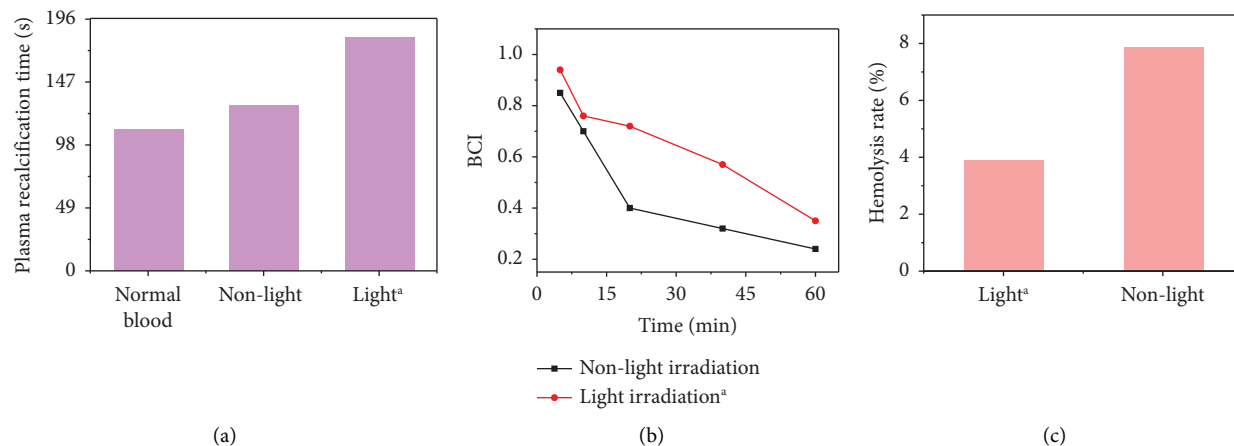 Plasma recalcification time (s)
196
147
98
49
0
Normal
blood
Non-light
Lightᵃ
(a)
BCI
1.0
0.8
0.6
0.4
0.2
0
15
30
45
60
Time (min)
Non-light irradiation
Light irradiationᵃ
(b)
Hemolysis rate (%)
8
6
4
2
0
Lightᵃ
Non-light
(c)